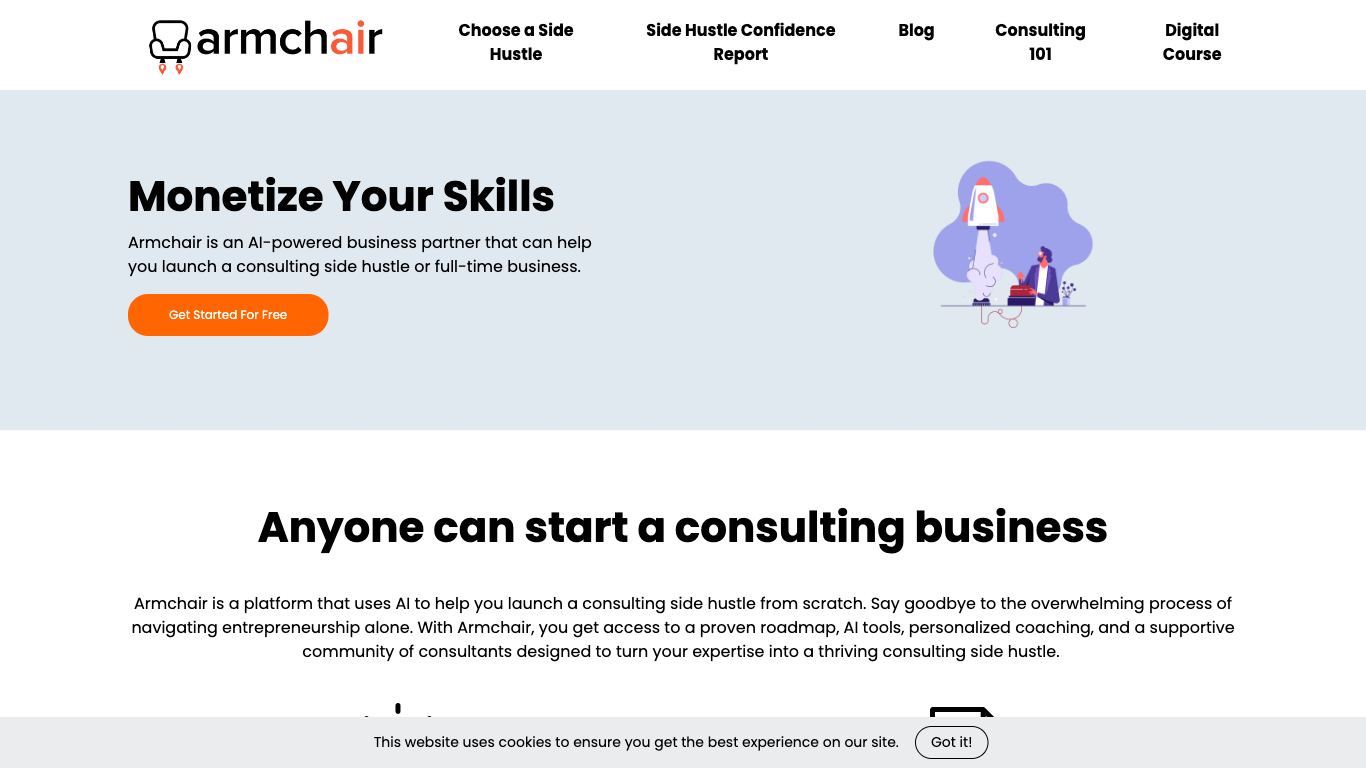 armchair
Choose a Side
Hustle
Side Hustle Confidence
Report
Blog
Consulting
101
Digital
Course
Monetize Your Skills
Armchair is an AI-powered business partner that can help
you launch a consulting side hustle or full-time business.
Get Started For Free
Anyone can start a consulting business
Armchair is a platform that uses AI to help you launch a consulting side hustle from scratch. Say goodbye to the overwhelming process of
navigating entrepreneurship alone. With Armchair, you get access to a proven roadmap, AI tools, personalized coaching, and a supportive
community of consultants designed to turn your expertise into a thriving consulting side hustle.
This website uses cookies to ensure you get the best experience on our site.
Got it!